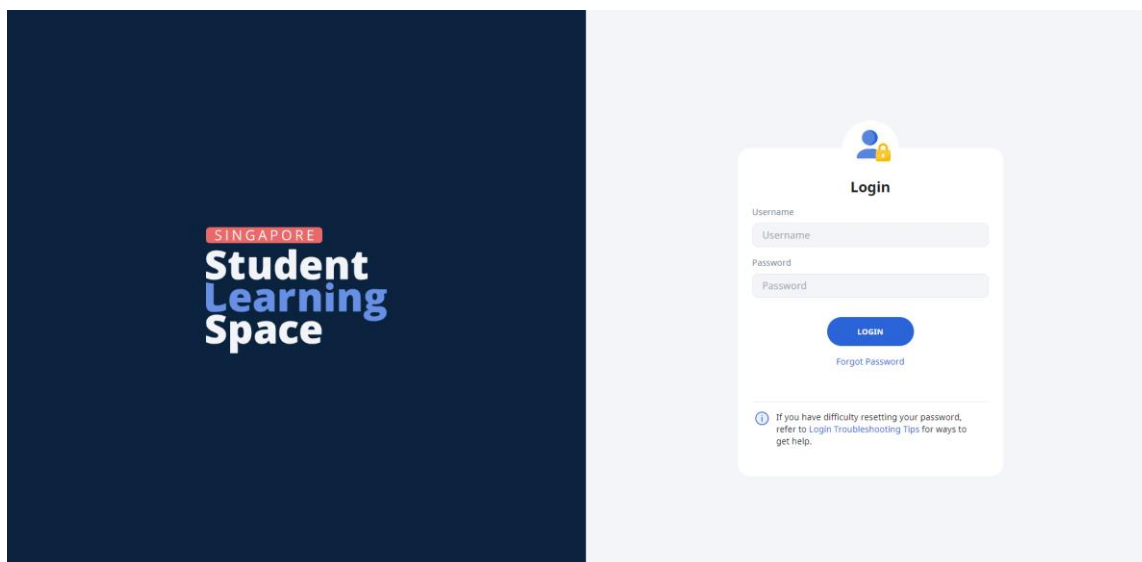 SINGAPORE
Student
Learning
Space
Login
Username
Username
Password
Password
LOGIN
Forgot Password
If you have difficulty resetting your password,
refer to Login Troubleshooting Tips for ways to
get help.